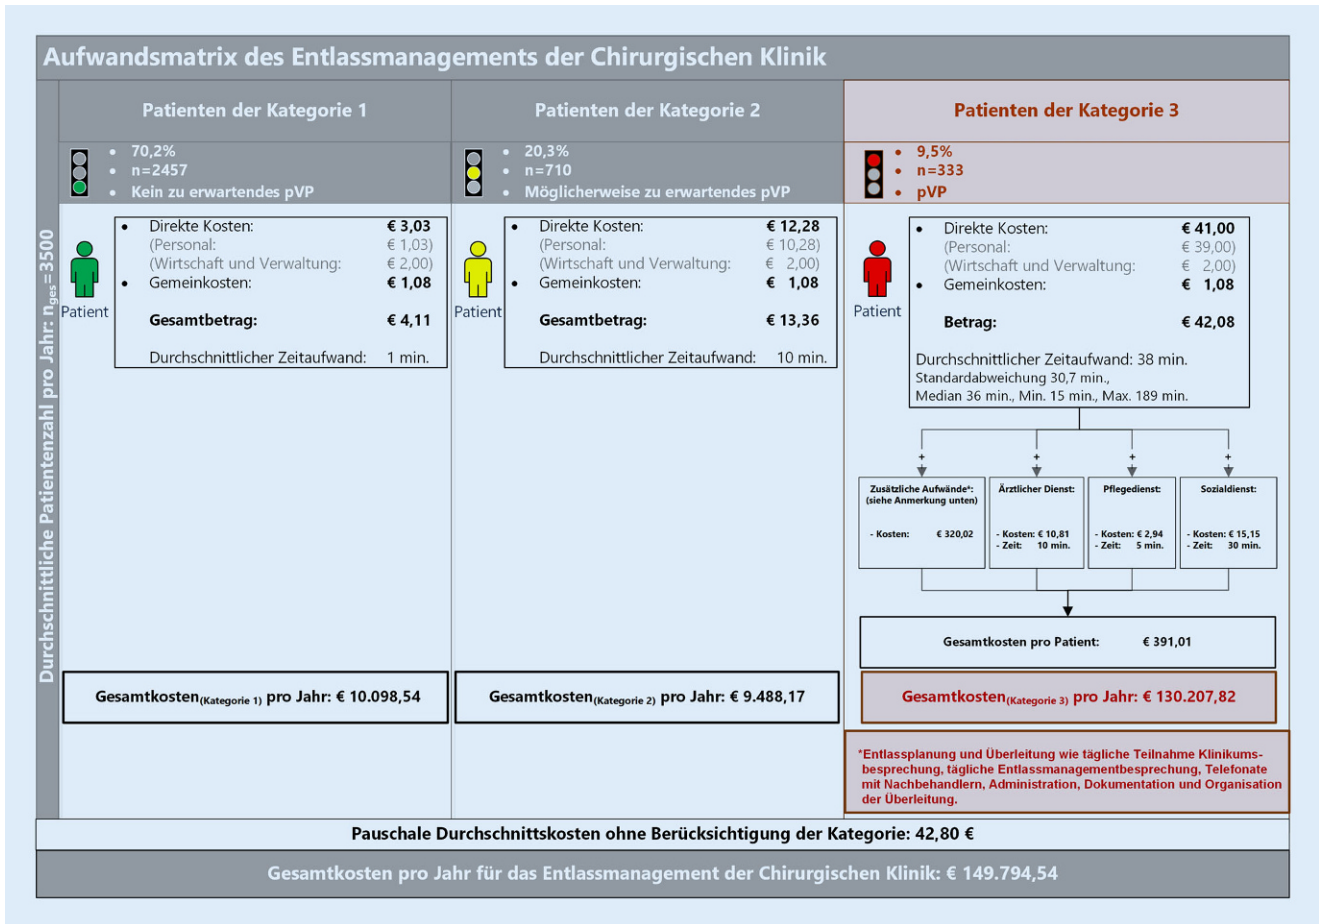 Aufwandsmatrix des Entlassmanagements der Chirurgischen Klinik
Durchschnittliche Patientenzahl pro Jahr: nges=3500
Patienten der Kategorie 1
• 70,2%
• n=2457
• Kein zu erwartendes pVP
Patient
• Direkte Kosten: € 3,03
(Personal: € 1,03)
(Wirtschaft und Verwaltung: € 2,00)
• Gemeinkosten: € 1,08
Gesamtbetrag: € 4,11
Durchschnittlicher Zeitaufwand: 1 min.
Gesamtkosten(Kategorie 1) pro Jahr: € 10.098,54
Patienten der Kategorie 2
• 20,3%
• n=710
• Möglicherweise zu erwartendes pVP
Patient
• Direkte Kosten: € 12,28
(Personal: € 10,28)
(Wirtschaft und Verwaltung: € 2,00)
• Gemeinkosten: € 1,08
Gesamtbetrag: € 13,36
Durchschnittlicher Zeitaufwand: 10 min.
Gesamtkosten(Kategorie 2) pro Jahr: € 9.488,17
Patienten der Kategorie 3
• 9,5%
• n=333
• pVP
Patient
• Direkte Kosten: € 41,00
(Personal: € 39,00)
(Wirtschaft und Verwaltung: € 2,00)
• Gemeinkosten: € 1,08
Betrag: € 42,08
Durchschnittlicher Zeitaufwand: 38 min.
Standardabweichung 30,7 min.,
Median 36 min., Min. 15 min., Max. 189 min.
+ + + +
Zusätzliche Aufwände*:
(siehe Anmerkung unten)
- Kosten: € 320,02
Ärztlicher Dienst:
- Kosten: € 10,81
- Zeit: 10 min.
Pflegedienst:
- Kosten: € 2,94
- Zeit: 5 min.
Sozialdienst:
- Kosten: € 15,15
- Zeit: 30 min.
Gesamtkosten pro Patient: € 391,01
Gesamtkosten(Kategorie 3) pro Jahr: € 130.207,82
*Entlassplanung und Überleitung wie tägliche Teilnahme Klinikums-
besprechung, tägliche Entlassmanagementbesprechung, Telefonate
mit Nachbehandlern, Administration, Dokumentation und Organisation
der Überleitung.
Pauschale Durchschnittskosten ohne Berücksichtigung der Kategorie: 42,80 €
Gesamtkosten pro Jahr für das Entlassmanagement der Chirurgischen Klinik: € 149.794,54